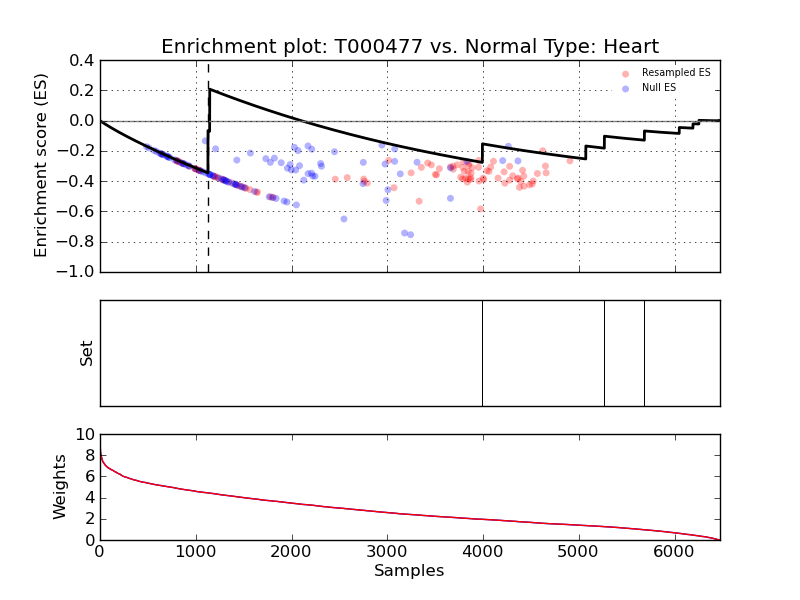 Enrichment plot: T000477 vs. Normal Type: Heart
Enrichment score (ES)
0.4
0.2
0.0
−0.2
−0.4
−0.6
−0.8
−1.0
Resampled ES
Null ES
Set
Weights
10
8
6
4
2
0
0 1000 2000 3000 4000 5000 6000
Samples